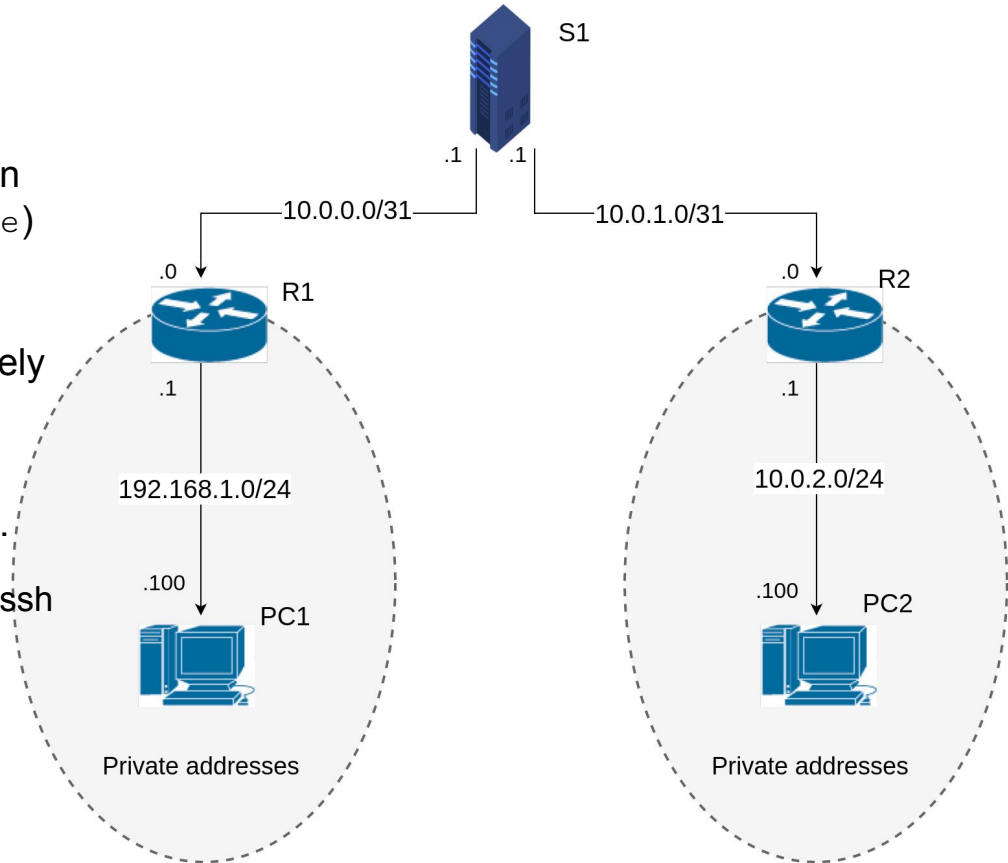 S1
.1 .1
n
10.0.0.0/31 10.0.1.0/31
e)
.0 .0
R1 R2
ely
.1 .1
192.168.1.0/24 10.0.2.0/24
.
.100 .100
ssh
PC1 PC2
Private addresses Private addresses